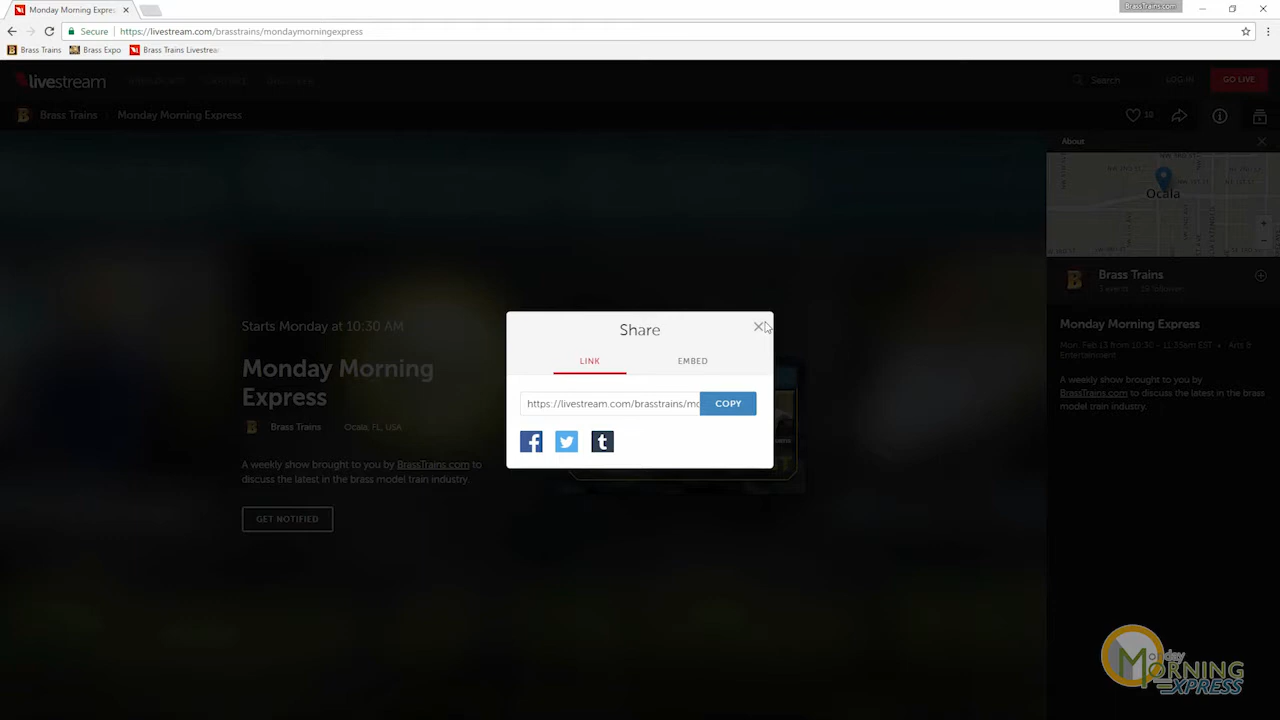 Monday Morning Expres
BrassTrains.com
Secure
https://livestream.com/brasstrains/mondaymorningexpress
Brass Trains
Brass Expo
Brass Trains Livestrea
livestream
Search
LOG IN
GO LIVE
Brass Trains
Monday Morning Express
10
About
Ocala
Brass Trains
Monday Morning Express
Mon, Feb 13 from 10:30 - 11:35am EST • Arts & Entertainment
A weekly show brought to you by
BrassTrains.com to discuss the latest in the brass
model train industry.
Starts Monday at 10:30 AM
Monday Morning
Express
Brass Trains
Ocala, FL, USA
A weekly show brought to you by BrassTrains.com to
discuss the latest in the brass model train industry.
GET NOTIFIED
Share
LINK
EMBED
https://livestream.com/brasstrains/mo
COPY
Monday
MORNING
EXPRESS